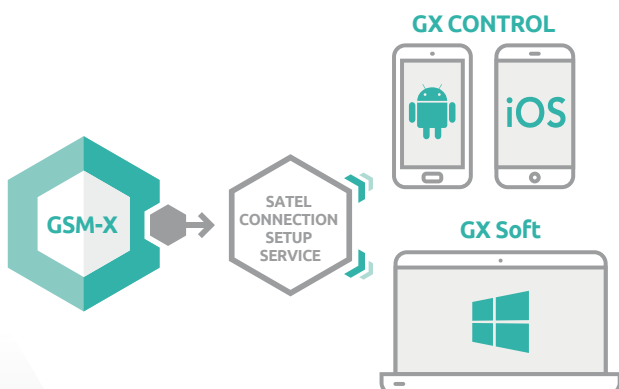 GX CONTROL
iOS
GSM-X
SATEL
CONNECTION
SETUP
SERVICE
GX Soft